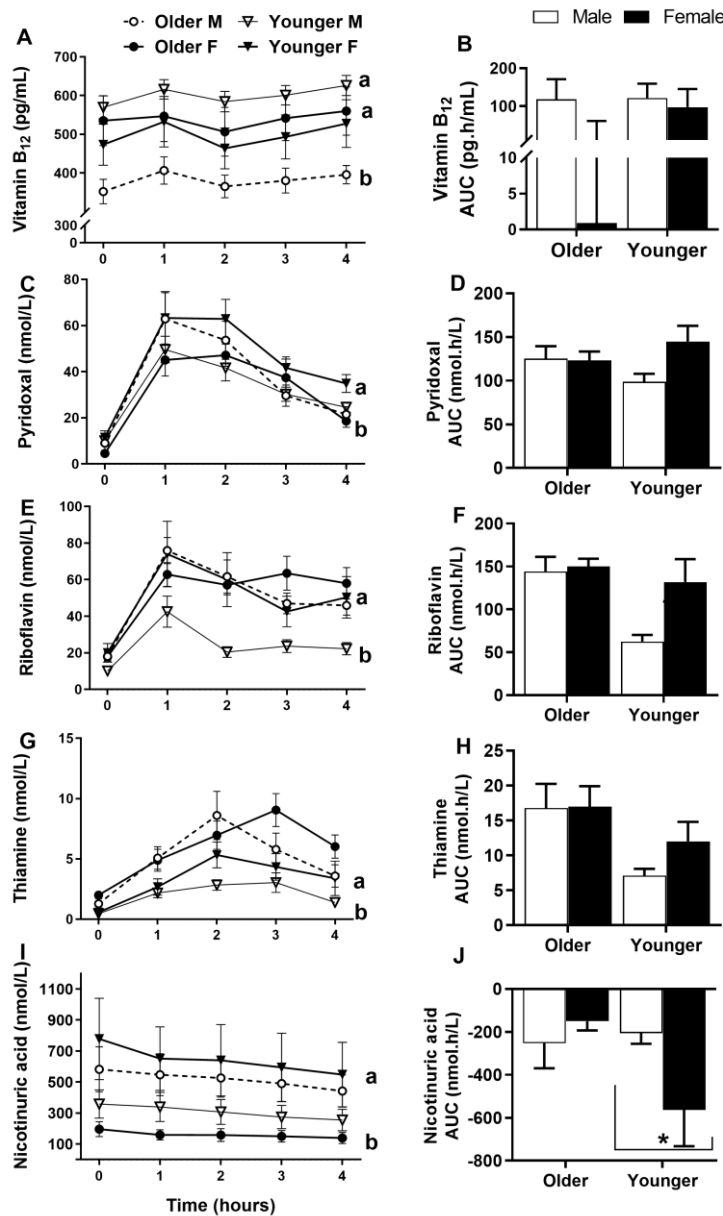 Older M Younger M
Older F Younger F
Male Female
A
Vitamin B12 (pg/mL)
700
600
500
400
300
0
0 1 2 3 4
a
a
b
B
Vitamin B12
AUC (pg.h/mL)
100
10
5
0
Older Younger
C
Pyridoxal (nmol/L)
80
60
40
20
0
0 1 2 3 4
a
b
D
Pyridoxal
AUC (nmol.h/L)
200
150
100
50
0
Older Younger
E
Riboflavin (nmol/L)
100
80
60
40
20
0
0 1 2 3 4
a
b
F
Riboflavin
AUC (nmol.h/L)
200
150
100
50
0
Older Younger
G
Thiamine (nmol/L)
15
10
5
0
0 1 2 3 4
a
b
H
Thiamine
AUC (nmol.h/L)
25
20
15
10
5
0
Older Younger
I
Nicotinuric acid (nmol/L)
1100
900
700
500
300
100
0 1 2 3 4
a
b
Time (hours)
J
Nicotinuric acid
AUC (nmol.h/L)
0
-200
-400
-600
-800
*
Older Younger